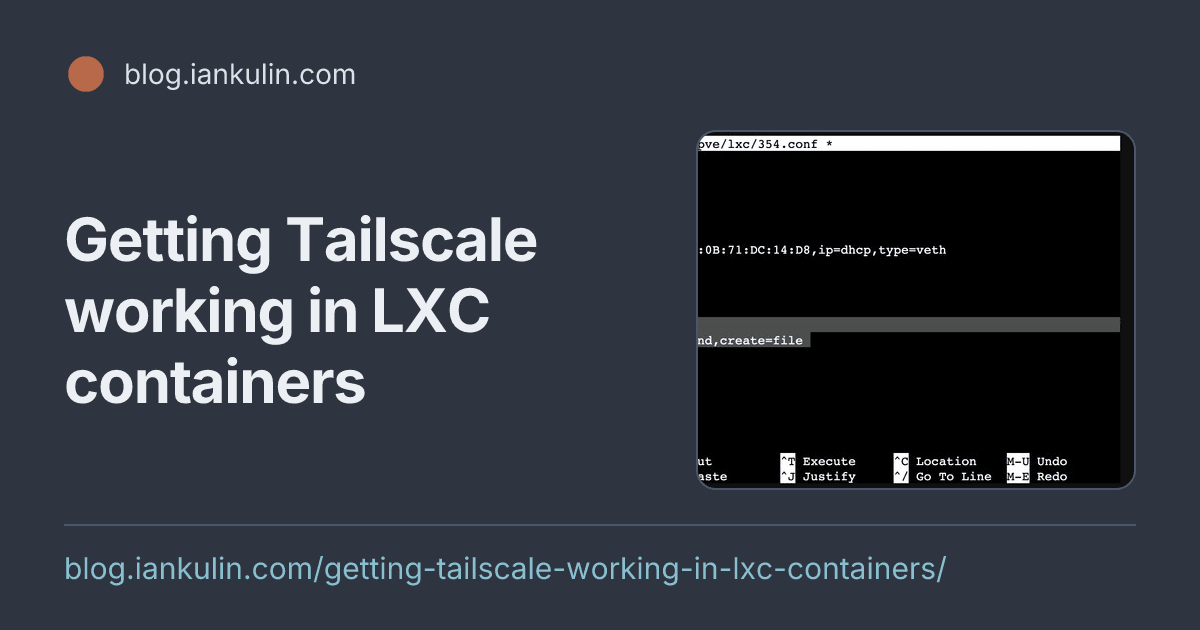 blog.iankulin.com
Getting Tailscale
working in LXC
containers
ove/lxc/354.conf *
:0B:71:DC:14:D8,ip=dhcp,type=veth
nd,create=file
ut ^T Execute ^C Location M-U Undo
aste ^J Justify ^/ Go To Line M-E Redo
blog.iankulin.com/getting-tailscale-working-in-lxc-containers/